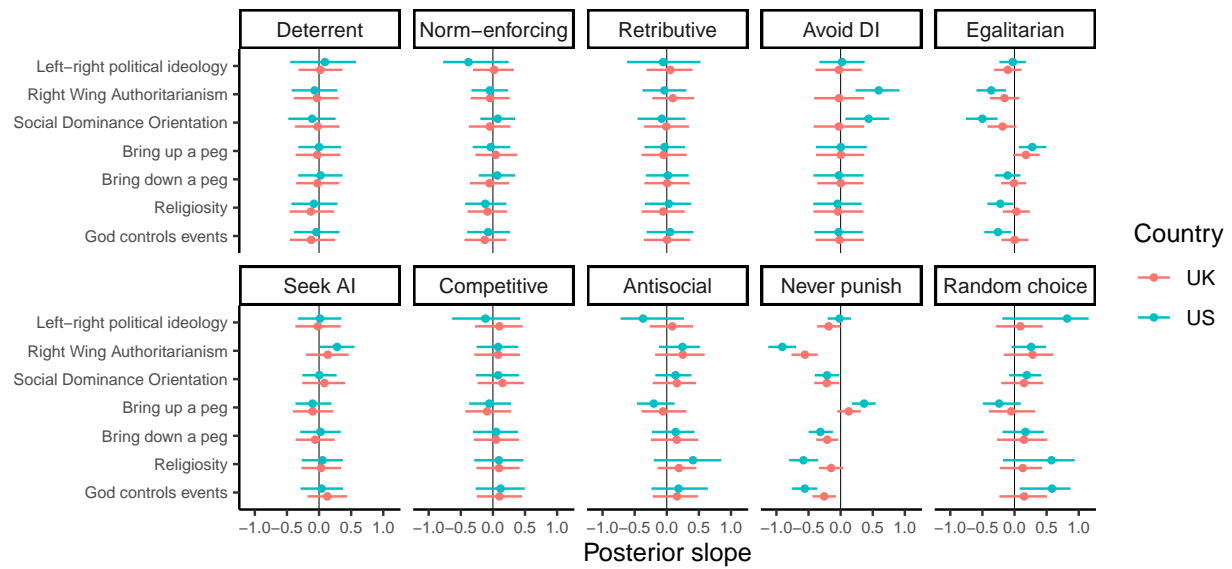 Deterrent Norm−enforcing Retributive Avoid DI Egalitarian
Left−right political ideology
Right Wing Authoritarianism
Social Dominance Orientation
Bring up a peg
Bring down a peg
Religiosity
God controls events
Seek AI Competitive Antisocial Never punish Random choice
Left−right political ideology
Right Wing Authoritarianism
Social Dominance Orientation
Bring up a peg
Bring down a peg
Religiosity
God controls events
−1.0 −0.5 0.0 0.5 1.0 −1.0 −0.5 0.0 0.5 1.0 −1.0 −0.5 0.0 0.5 1.0 −1.0 −0.5 0.0 0.5 1.0 −1.0 −0.5 0.0 0.5 1.0
Posterior slope
Country
UK
US